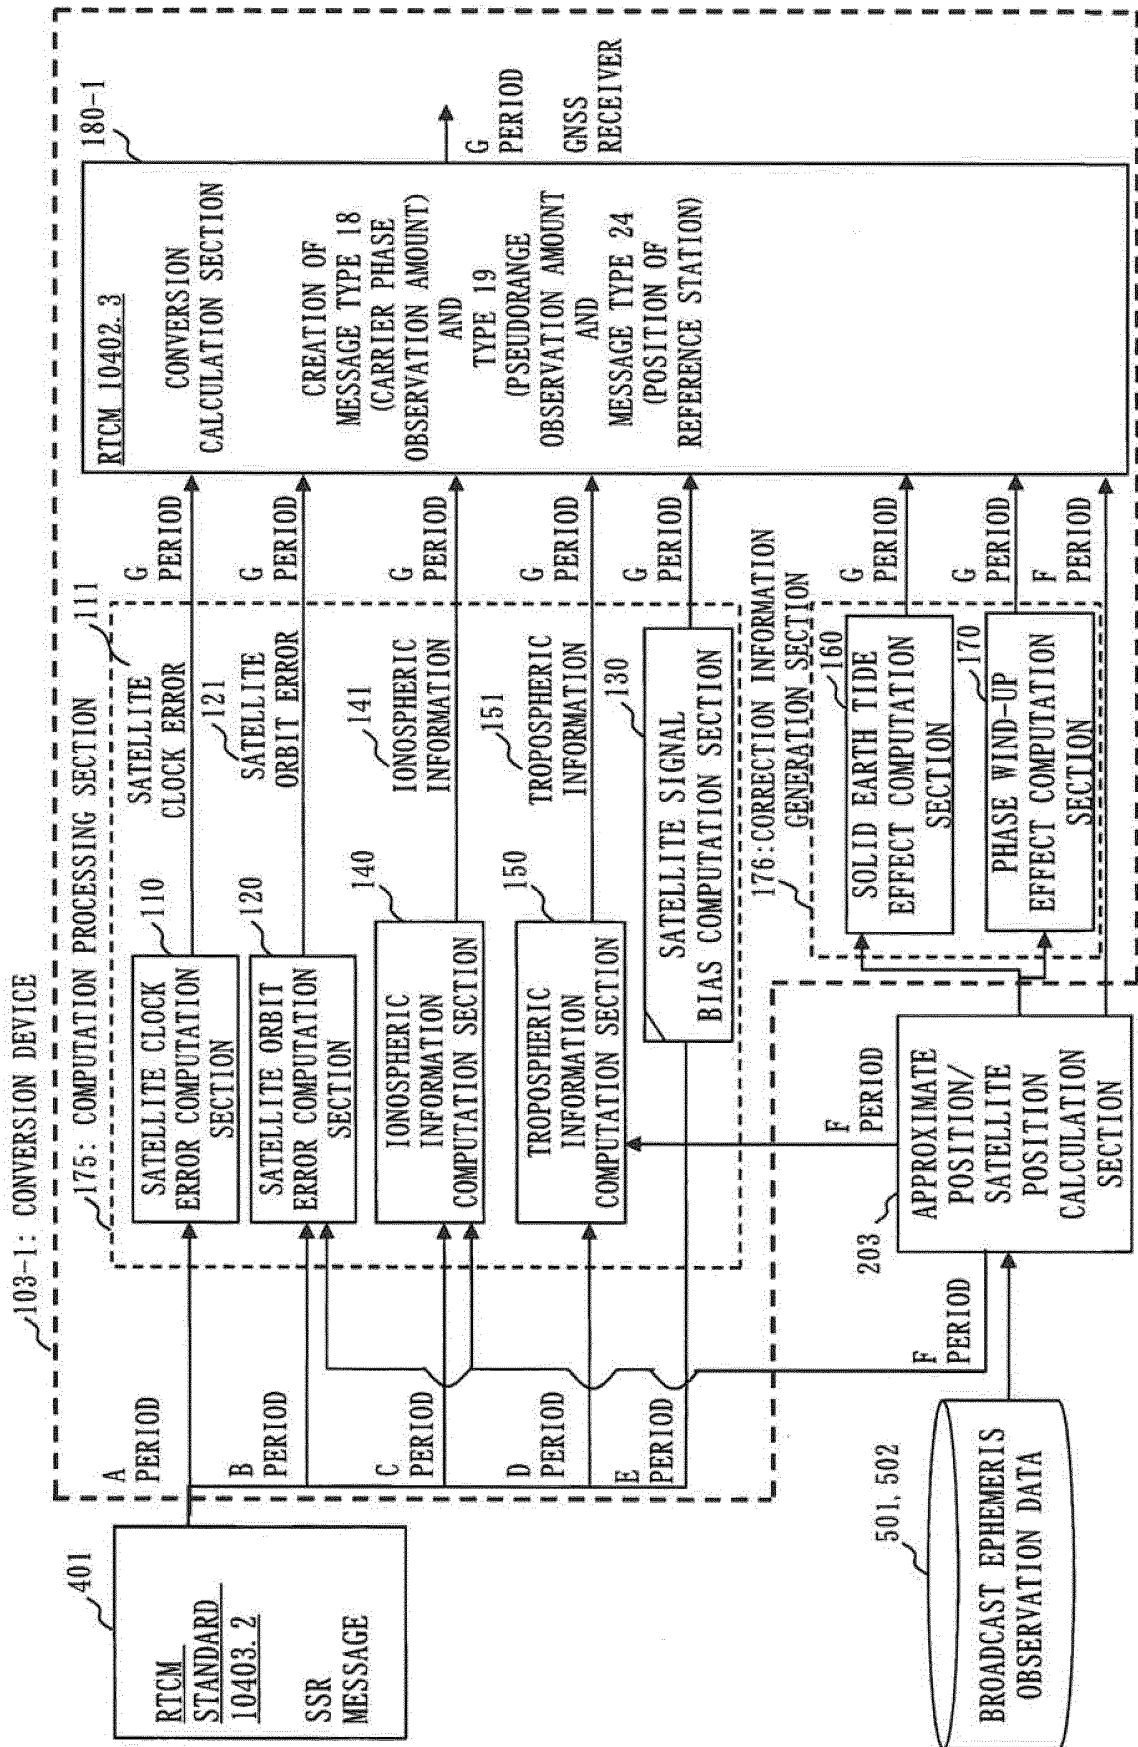 103-1: CONVERSION DEVICE
401
RTCM
STANDARD
10403.2
SSR
MESSAGE
A
PERIOD
B
PERIOD
C
PERIOD
D
PERIOD
E
PERIOD
175: COMPUTATION PROCESSING SECTION
110
SATELLITE CLOCK
ERROR COMPUTATION
SECTION
111
SATELLITE
CLOCK ERROR
120
SATELLITE ORBIT
ERROR COMPUTATION
SECTION
121
SATELLITE
ORBIT ERROR
140
IONOSPHERIC
INFORMATION
COMPUTATION SECTION
141
IONOSPHERIC
INFORMATION
150
TROPOSPHERIC
INFORMATION
COMPUTATION SECTION
151
TROPOSPHERIC
INFORMATION
130
SATELLITE SIGNAL
BIAS COMPUTATION SECTION
G
PERIOD
G
PERIOD
G
PERIOD
G
PERIOD
G
PERIOD
180-1
RTCM 10402.3
CONVERSION
CALCULATION SECTION
CREATION OF
MESSAGE TYPE 18
(CARRIER PHASE
OBSERVATION AMOUNT)
AND
TYPE 19
(PSEUDORANGE
OBSERVATION AMOUNT
AND
MESSAGE TYPE 24
(POSITION OF
REFERENCE STATION)
G
PERIOD
GNSS
RECEIVER
501, 502
BROADCAST EPHEMERIS
OBSERVATION DATA
F
PERIOD
203
APPROXIMATE
POSITION/
SATELLITE
POSITION
CALCULATION
SECTION
F
PERIOD
176:CORRECTION INFORMATION
GENERATION SECTION
160
SOLID EARTH TIDE
EFFECT COMPUTATION
SECTION
170
PHASE WIND-UP
EFFECT COMPUTATION
SECTION
G
PERIOD
G
PERIOD
F
PERIOD